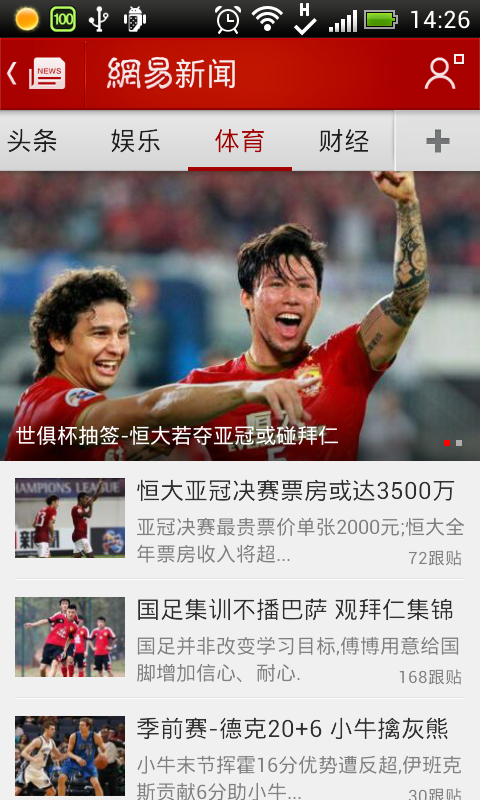 100
H
14:26
NEWS
網易新闻
头条 娱乐 体育 财经
世俱杯抽签-恒大若夺亚冠或碰拜仁
HAMPIONS LEAGUE
恒大亚冠决赛票房或达3500万
亚冠决赛最贵票价单张2000元;恒大全
年票房收入将超...
72跟贴
国足集训不播巴萨 观拜仁集锦
国足并非改变学习目标,傅博用意给国
脚增加信心、耐心.
168跟贴
季前赛-德克20+6 小牛擒灰熊
小牛末节挥霍16分优势遭反超,伊班克
斯贡献6分助小牛...
30跟贴